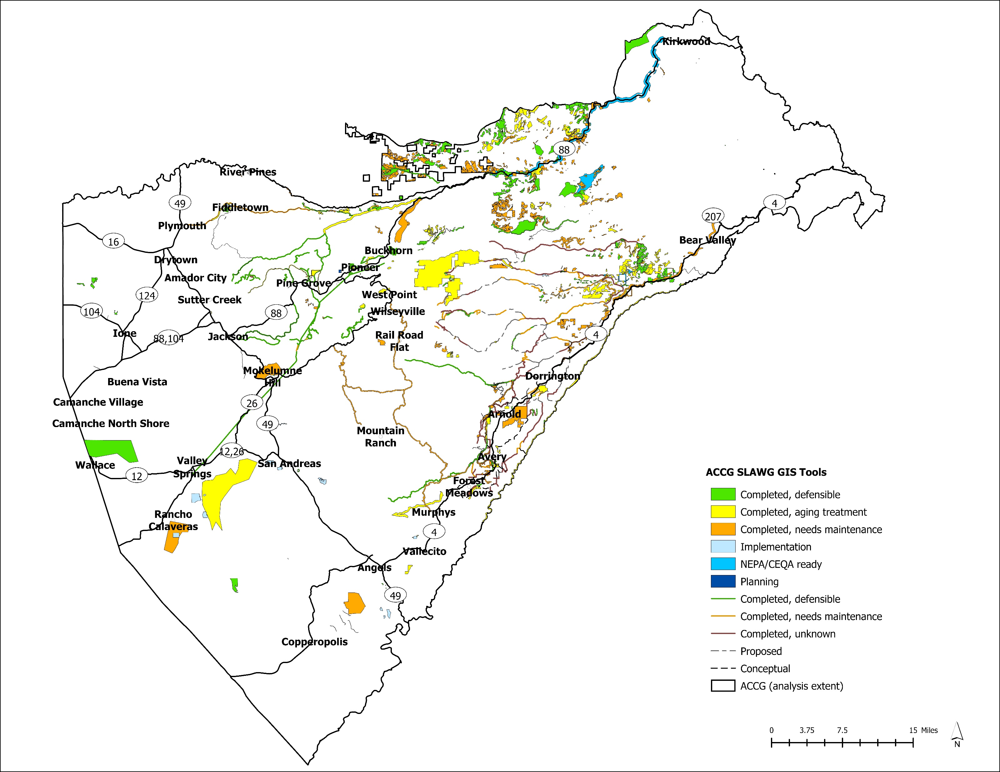 Kirkwood
88
River Pines
49
Fiddletown
4
207
Plymouth
16
Bear Valley
Buckhorn
Drytown
Pioneer
Amador City
Pine Grove
124
West Point
Sutter Creek
104
88
Wilseyville
Ione
88,104
Jackson
Rail Road
Flat
4
Mokelumne
Hill
Dorrington
Buena Vista
Camanche Village
26
Arnold
Camanche North Shore
49
Mountain
Ranch
12,26
Avery
Valley
Springs
San Andreas
Wallace
12
Forest
Meadows
Rancho
Calaveras
Murphys
4
Vallecito
Angels
49
Copperopolis
ACCG SLAWG GIS Tools
Completed, defensible
Completed, aging treatment
Completed, needs maintenance
Implementation
NEPA/CEQA ready
Planning
Completed, defensible
Completed, needs maintenance
Completed, unknown
Proposed
Conceptual
ACCG (analysis extent)
0 3.75 7.5 15 Miles
N